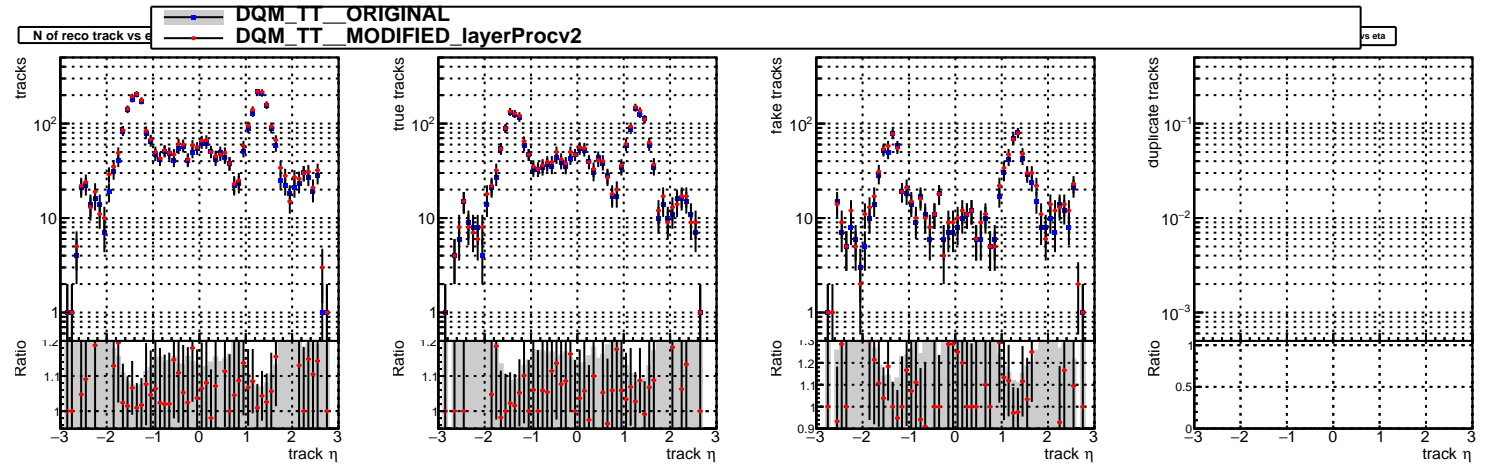 DQM_TT__ORIGINAL
DQM_TT__MODIFIED_layerProcv2
N of reco track vs e
vs eta
tracks
10²
10
1
Ratio
1.2
1.1
1
−3 −2 −1 0 1 2 3
track η
true tracks
10²
10
1
Ratio
1.2
1.1
1
−3 −2 −1 0 1 2 3
track η
fake tracks
10²
10
1
Ratio
1.3
1.2
1.1
1
0.9
−3 −2 −1 0 1 2 3
track η
duplicate tracks
10⁻¹
10⁻²
10⁻³
Ratio
1
0.5
0
−3 −2 −1 0 1 2 3
track η